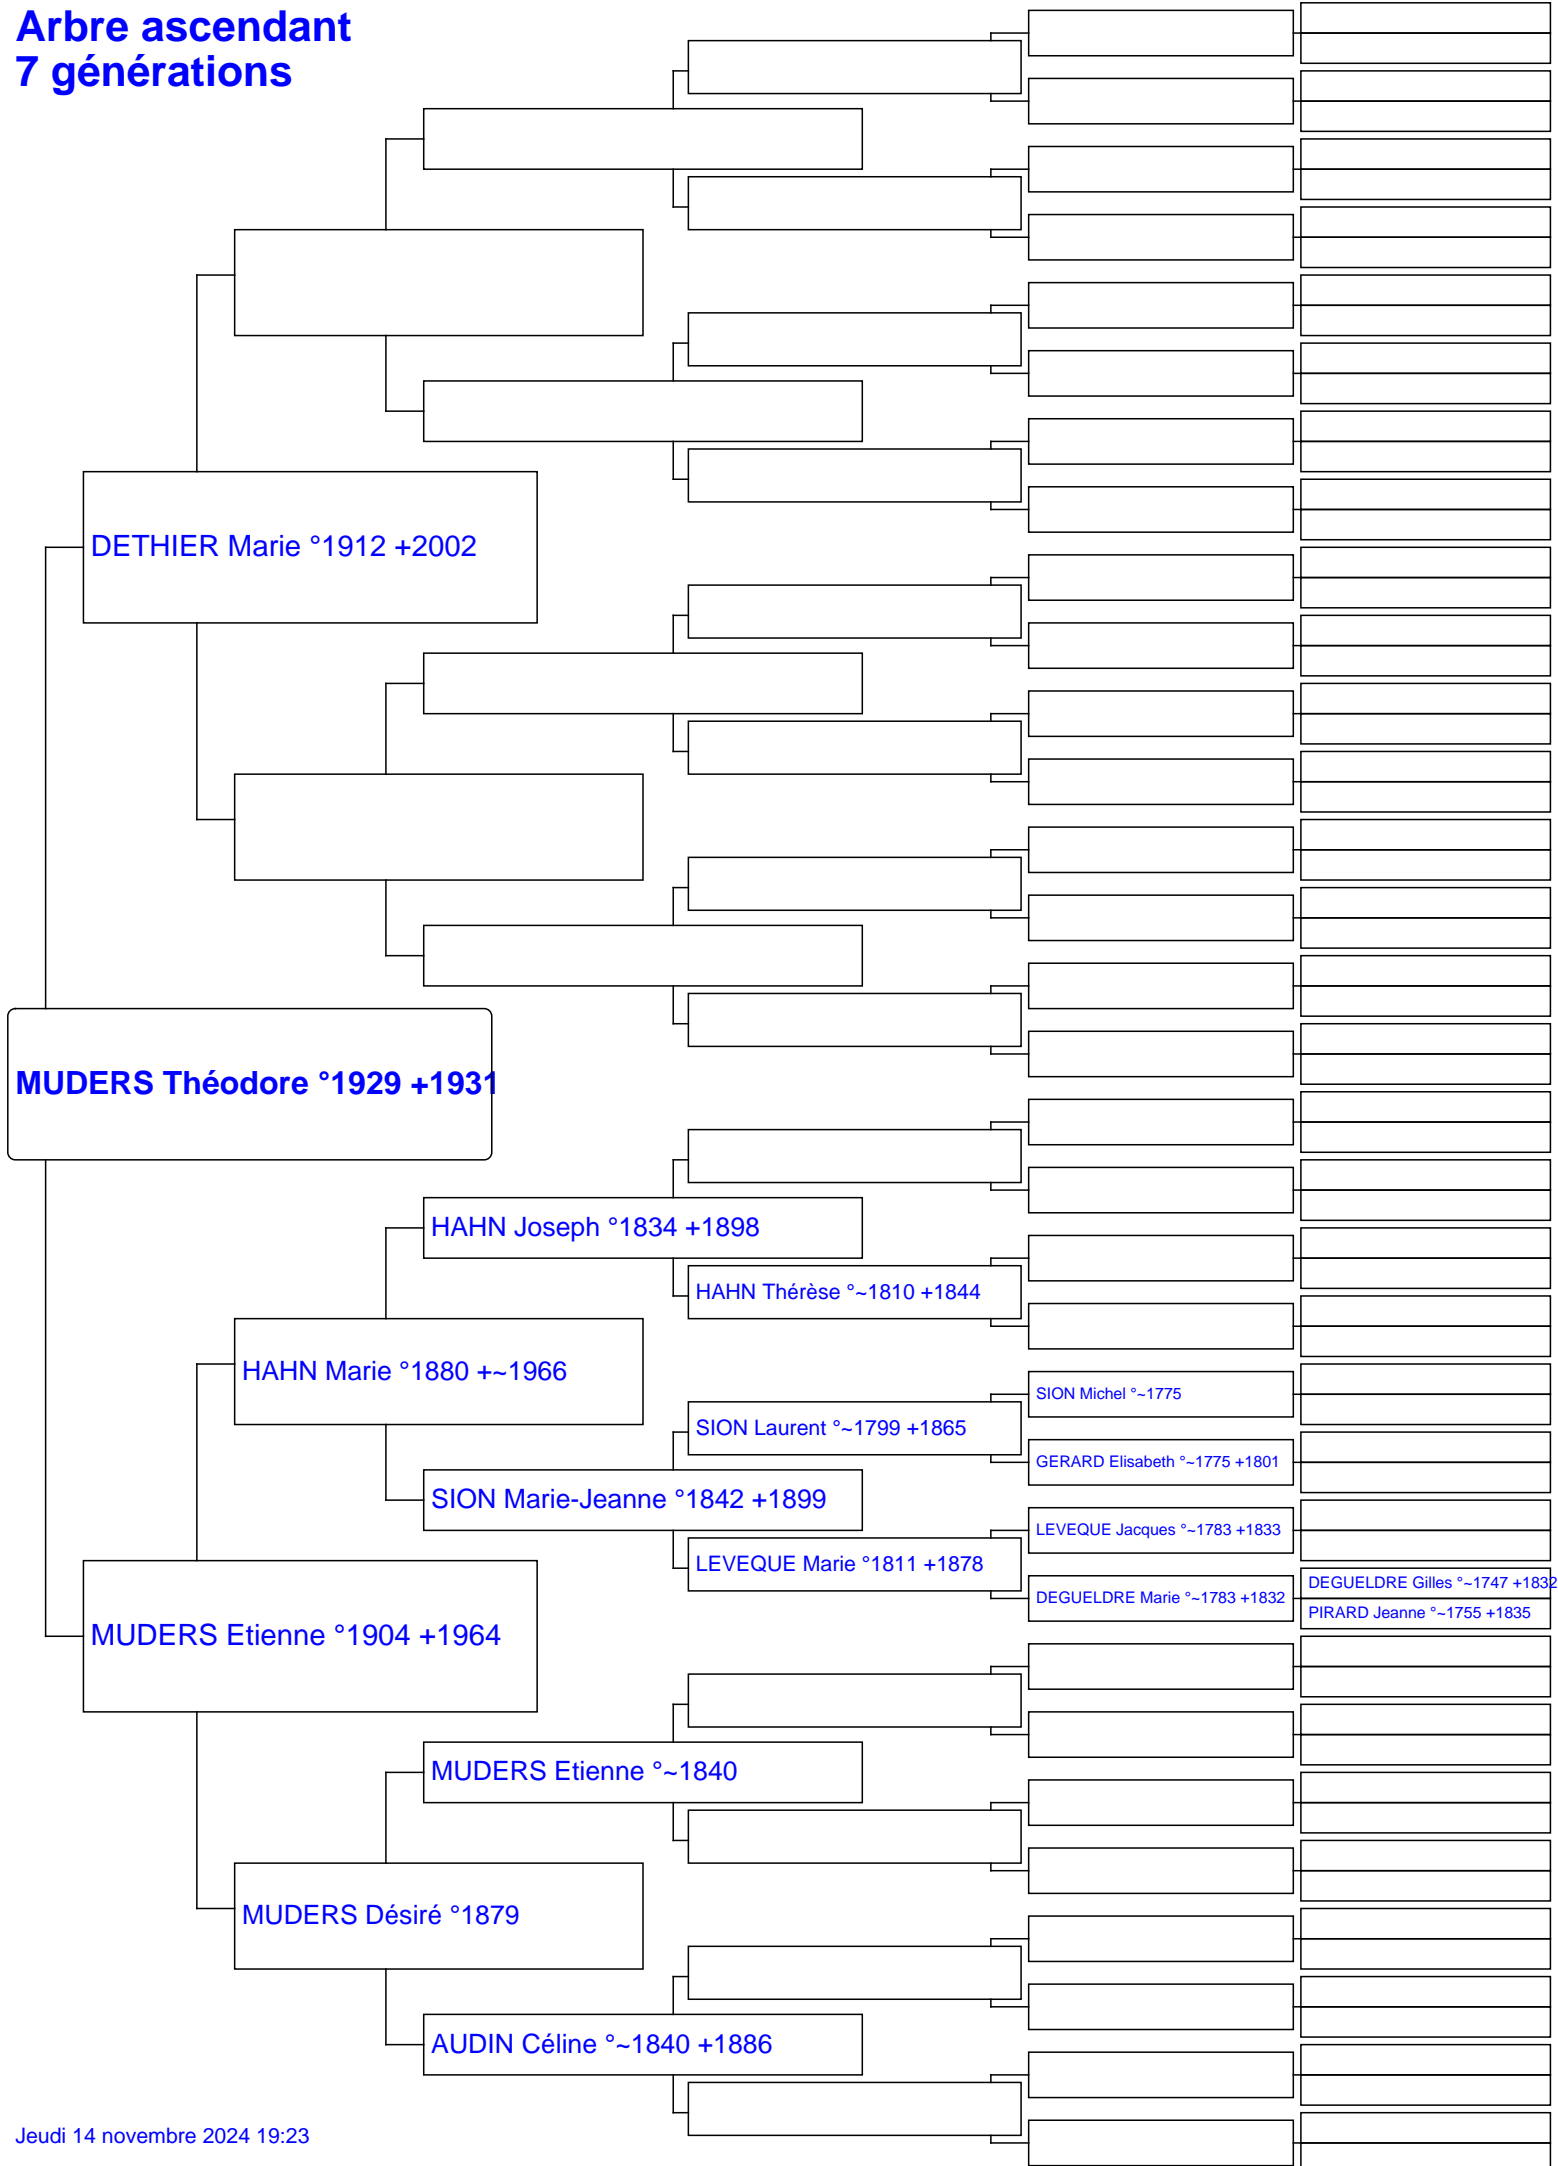 Arbre ascendant
7 générations
DETHIER Marie °1912 +2002
MUDERS Théodore °1929 +1931
HAHN Joseph °1834 +1898
HAHN Thérèse °~1810 +1844
HAHN Marie °1880 +~1966
SION Michel °~1775
SION Laurent °~1799 +1865
GERARD Elisabeth °~1775 +1801
SION Marie-Jeanne °1842 +1899
LEVEQUE Jacques °~1783 +1833
LEVEQUE Marie °1811 +1878
DEGUELDRE Gilles °~1747 +1832
DEGUELDRE Marie °~1783 +1832
PIRARD Jeanne °~1755 +1835
MUDERS Etienne °1904 +1964
MUDERS Etienne °~1840
MUDERS Désiré °1879
AUDIN Céline °~1840 +1886
Jeudi 14 novembre 2024 19:23